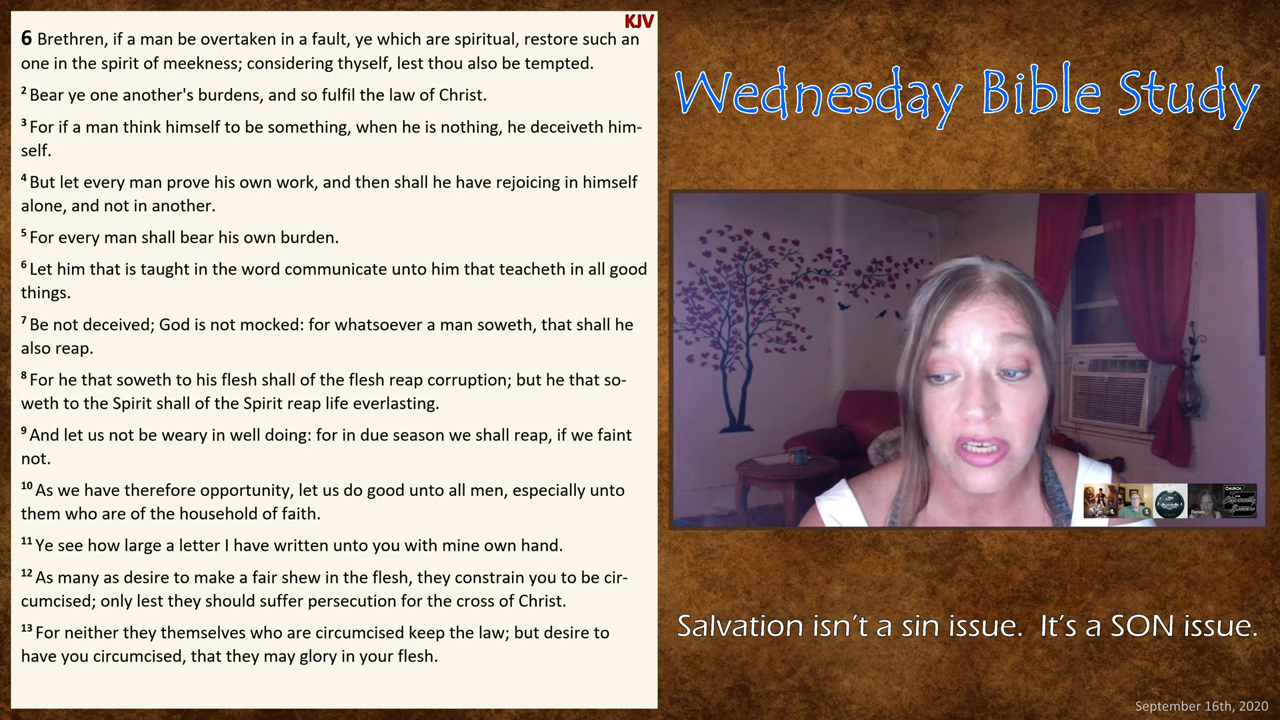 KJV
6 Brethren, if a man be overtaken in a fault, ye which are spiritual, restore such an
one in the spirit of meekness; considering thyself, lest thou also be tempted.
2 Bear ye one another's burdens, and so fulfil the law of Christ.
3 For if a man think himself to be something, when he is nothing, he deceiveth him-
self.
4 But let every man prove his own work, and then shall he have rejoicing in himself
alone, and not in another.
5 For every man shall bear his own burden.
6 Let him that is taught in the word communicate unto him that teacheth in all good
things.
7 Be not deceived; God is not mocked: for whatsoever a man soweth, that shall he
also reap.
8 For he that soweth to his flesh shall of the flesh reap corruption; but he that so-
weth to the Spirit shall of the Spirit reap life everlasting.
9 And let us not be weary in well doing: for in due season we shall reap, if we faint
not.
10 As we have therefore opportunity, let us do good unto all men, especially unto
them who are of the household of faith.
11 Ye see how large a letter I have written unto you with mine own hand.
12 As many as desire to make a fair shew in the flesh, they constrain you to be cir-
cumcised; only lest they should suffer persecution for the cross of Christ.
13 For neither they themselves who are circumcised keep the law; but desire to
have you circumcised, that they may glory in your flesh.
Wednesday Bible Study
CHURCH
Salvation isn't a sin issue. It's a SON issue.
September 16th, 2020